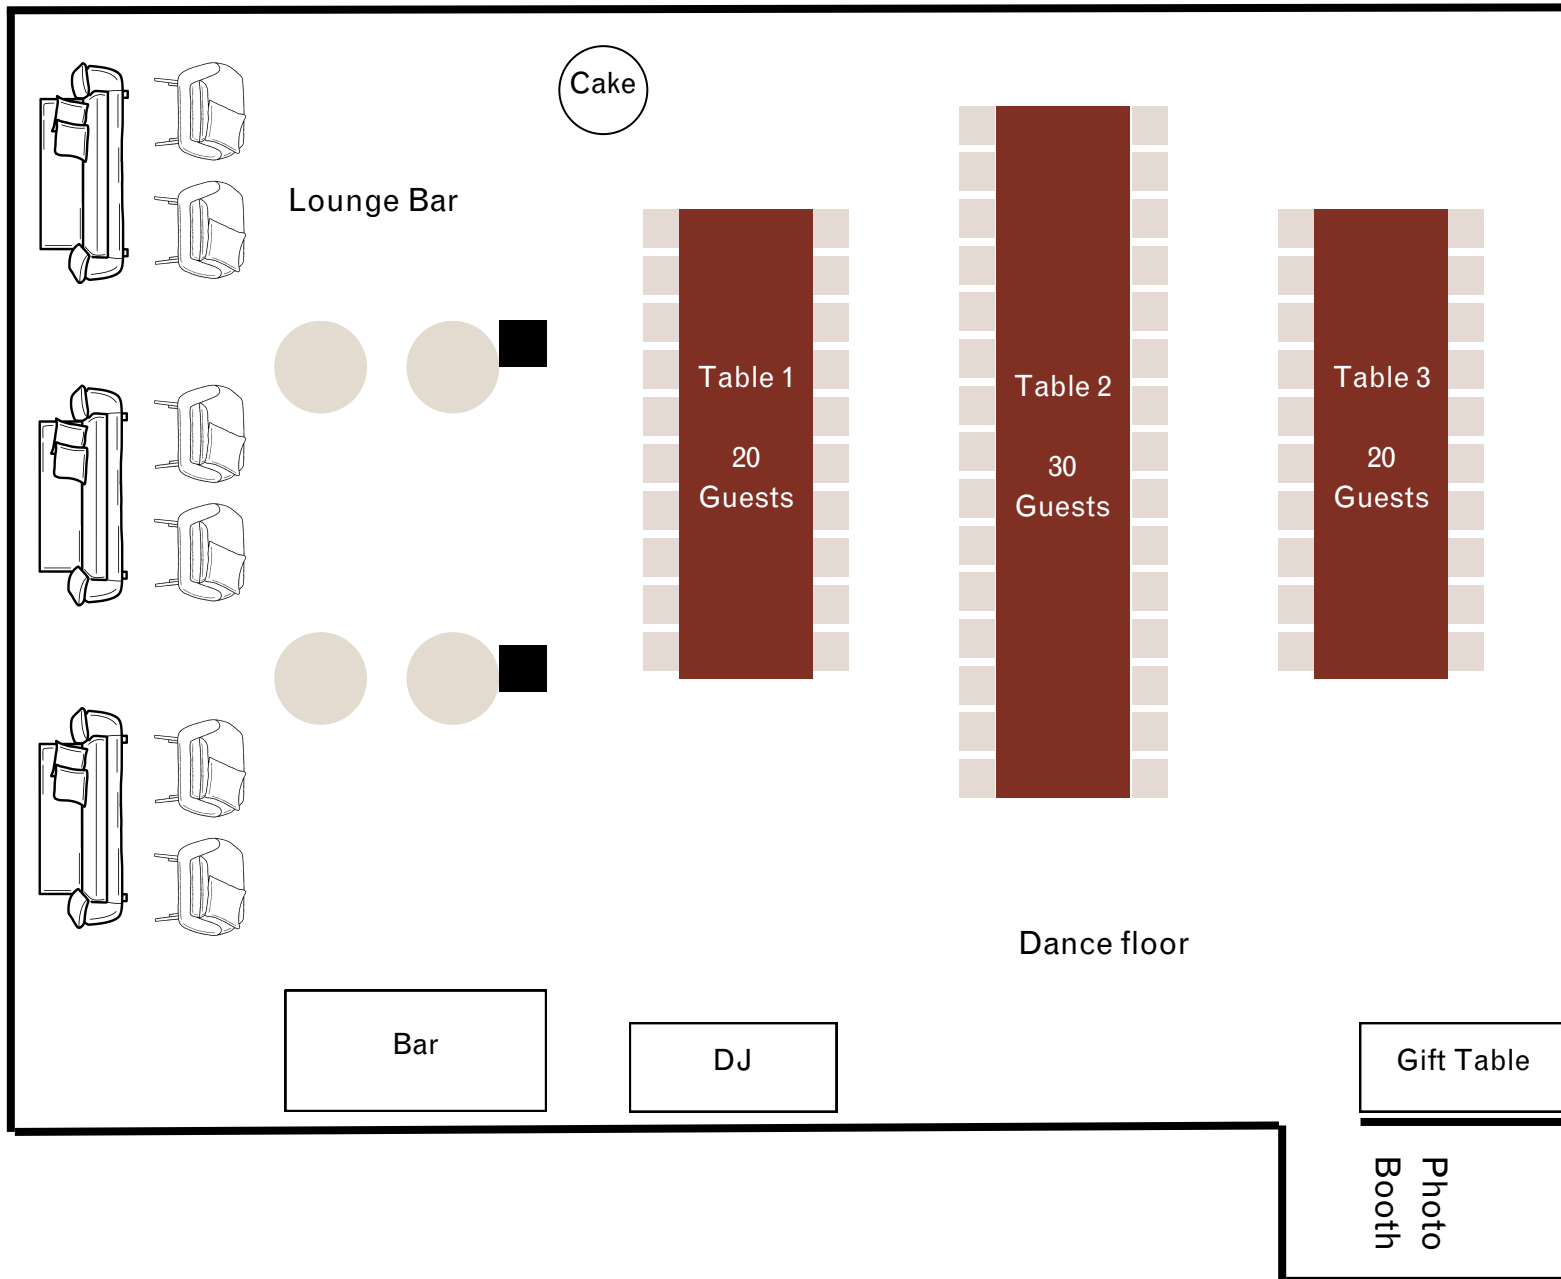 Cake
Lounge Bar
Table 1
20
Guests
Table 2
30
Guests
Table 3
20
Guests
Dance floor
Bar
DJ
Gift Table
Photo
Booth